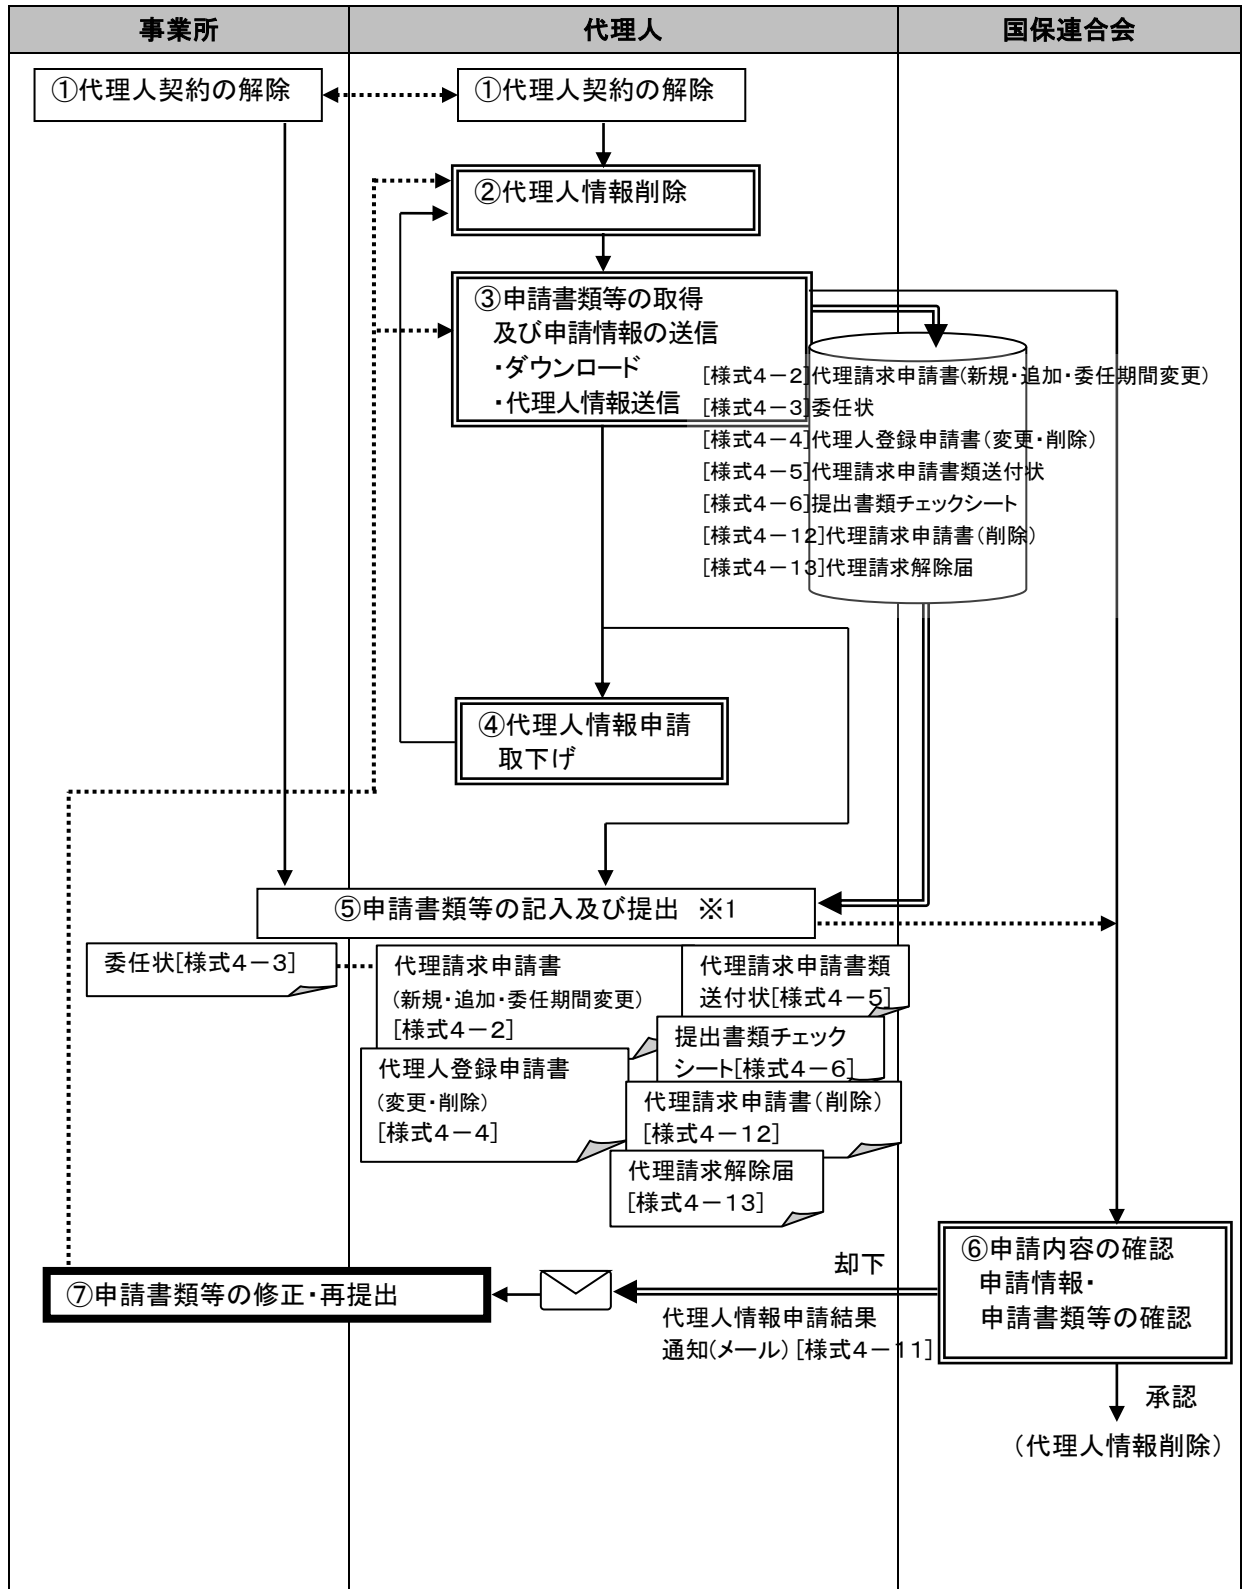 事業所
代理人
国保連合会
①代理人契約の解除
①代理人契約の解除
②代理人情報削除
③申請書類等の取得
及び申請情報の送信
・ダウンロード
・代理人情報送信
[様式4-2]代理請求申請書(新規・追加・委任期間変更)
[様式4-3]委任状
[様式4-4]代理人登録申請書(変更・削除)
[様式4-5]代理請求申請書類送付状
[様式4-6]提出書類チェックシート
[様式4-12]代理請求申請書(削除)
[様式4-13]代理請求解除届
④代理人情報申請
取下げ
⑤申請書類等の記入及び提出 ※1
委任状[様式4-3]
代理請求申請書
(新規・追加・委任期間変更)
[様式4-2]
代理請求申請書類
送付状[様式4-5]
提出書類チェック
シート[様式4-6]
代理人登録申請書
(変更・削除)
[様式4-4]
代理請求申請書(削除)
[様式4-12]
代理請求解除届
[様式4-13]
⑥申請内容の確認
申請情報・
申請書類等の確認
却下
⑦申請書類等の修正・再提出
代理人情報申請結果
通知(メール) [様式4-11]
承認
(代理人情報削除)